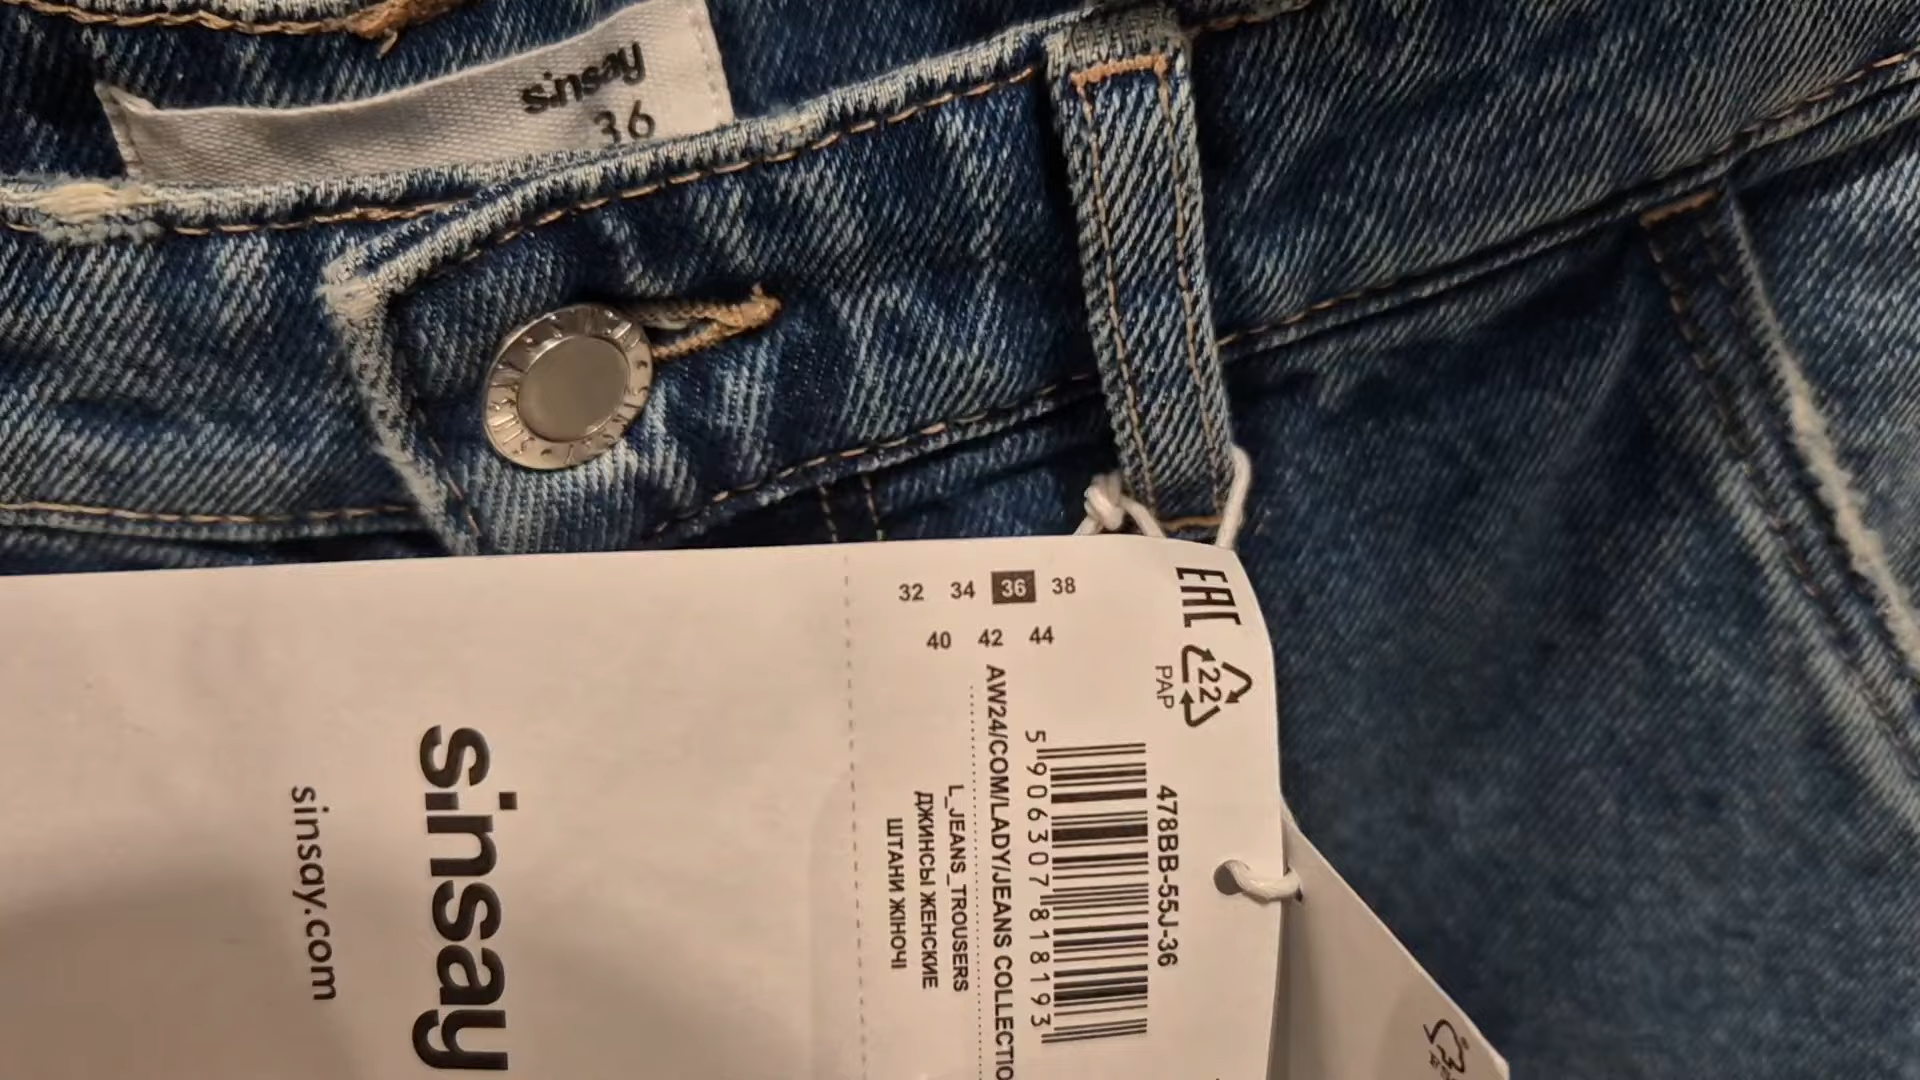 sinsay
36
32 34 36 38
40 42 44
EAC
22
PAP
478BB-55J-36
5 906307 818193
AW24/COM/LADY/JEANS COLLECTIO
L_JEANS_TROUSERS
ДЖИНСЫ ЖЕНСКИЕ
ШТАНИ ЖІНОЧІ
sinsay
sinsay.com